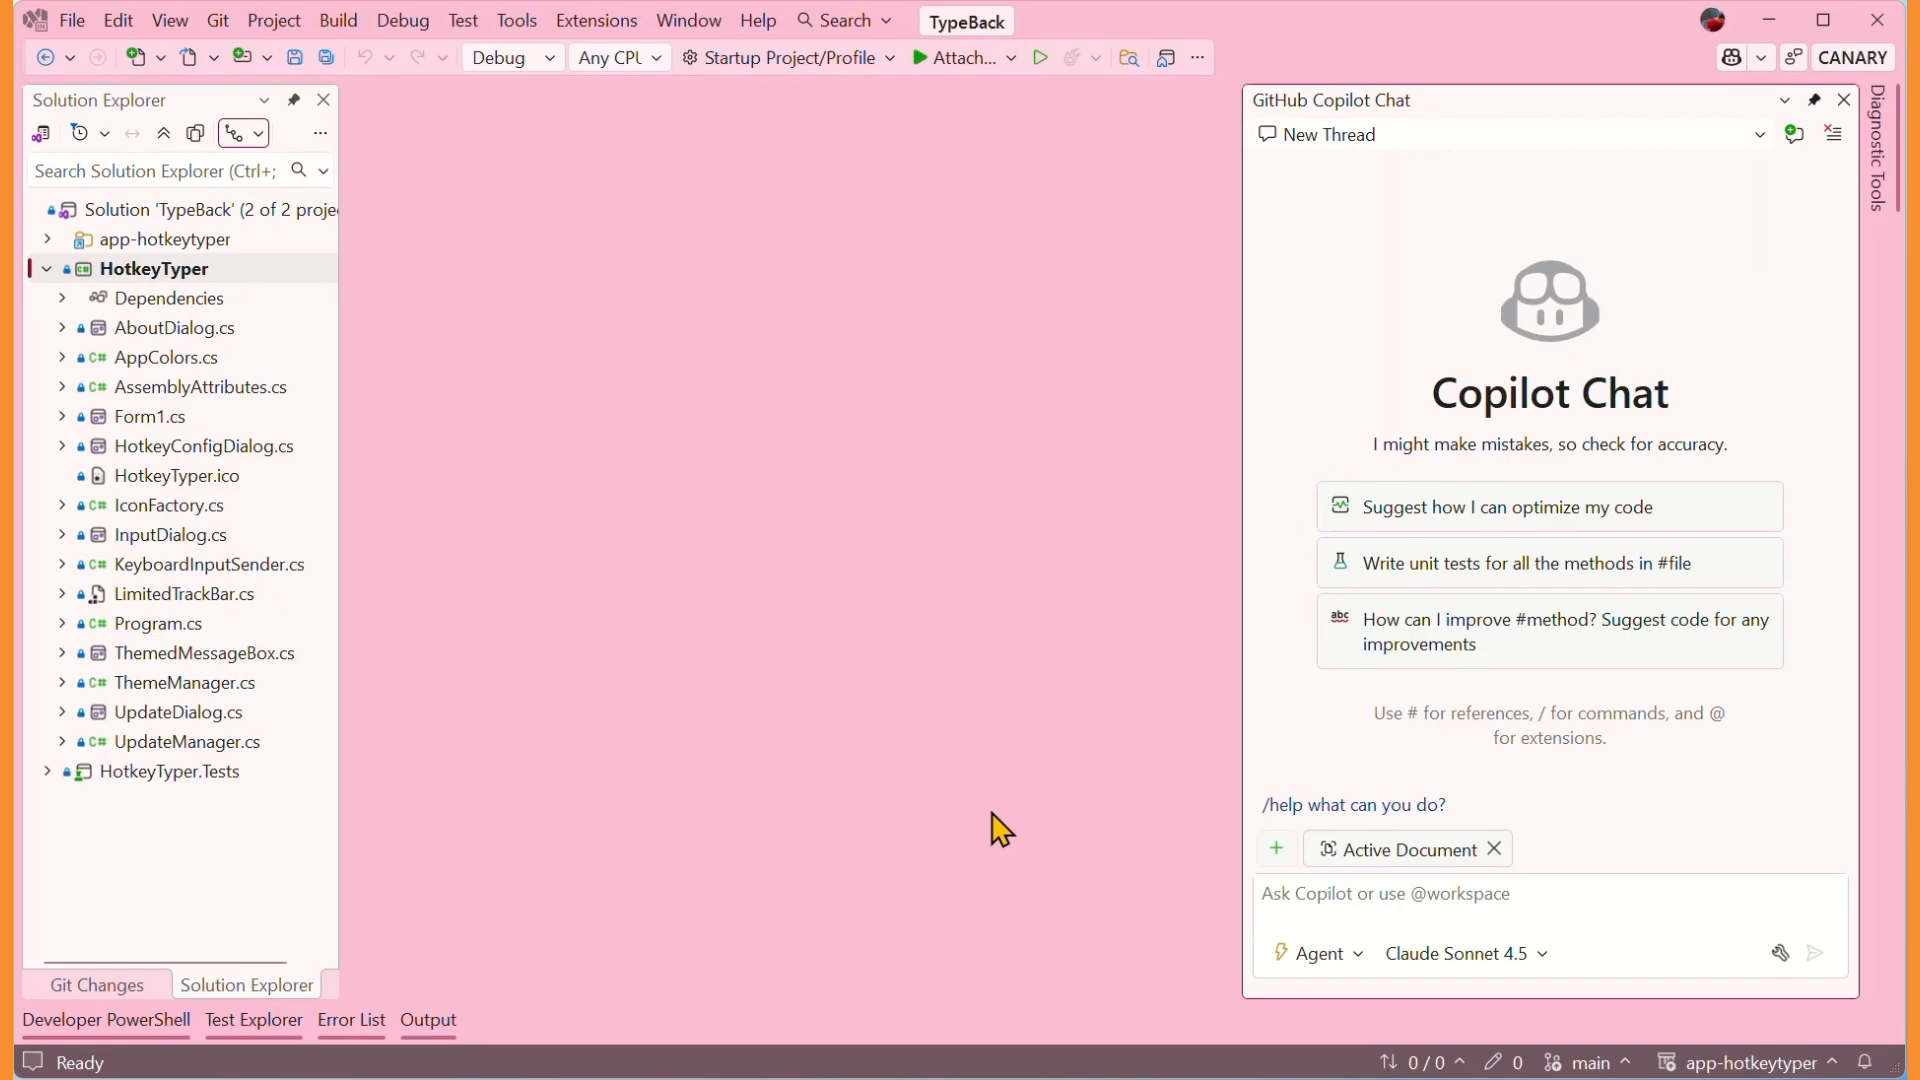 File Edit View Git Project Build Debug Test Tools Extensions Window Help Search TypeBack
Debug Any CPU Startup Project/Profile Attach... CANARY
Solution Explorer
Search Solution Explorer (Ctrl+;
Solution 'TypeBack' (2 of 2 proje
app-hotkeytyper
HotkeyTyper
Dependencies
AboutDialog.cs
C# AppColors.cs
C# AssemblyAttributes.cs
Form1.cs
HotkeyConfigDialog.cs
HotkeyTyper.ico
C# IconFactory.cs
InputDialog.cs
C# KeyboardInputSender.cs
LimitedTrackBar.cs
C# Program.cs
ThemedMessageBox.cs
C# ThemeManager.cs
UpdateDialog.cs
C# UpdateManager.cs
HotkeyTyper.Tests
Git Changes Solution Explorer
GitHub Copilot Chat
New Thread
Copilot Chat
I might make mistakes, so check for accuracy.
Suggest how I can optimize my code
Write unit tests for all the methods in #file
abc How can I improve #method? Suggest code for any
improvements
Use # for references, / for commands, and @
for extensions.
/help what can you do?
Active Document
Ask Copilot or use @workspace
Agent Claude Sonnet 4.5
Diagnostic Tools
Developer PowerShell Test Explorer Error List Output
Ready 0 / 0 0 main app-hotkeytyper